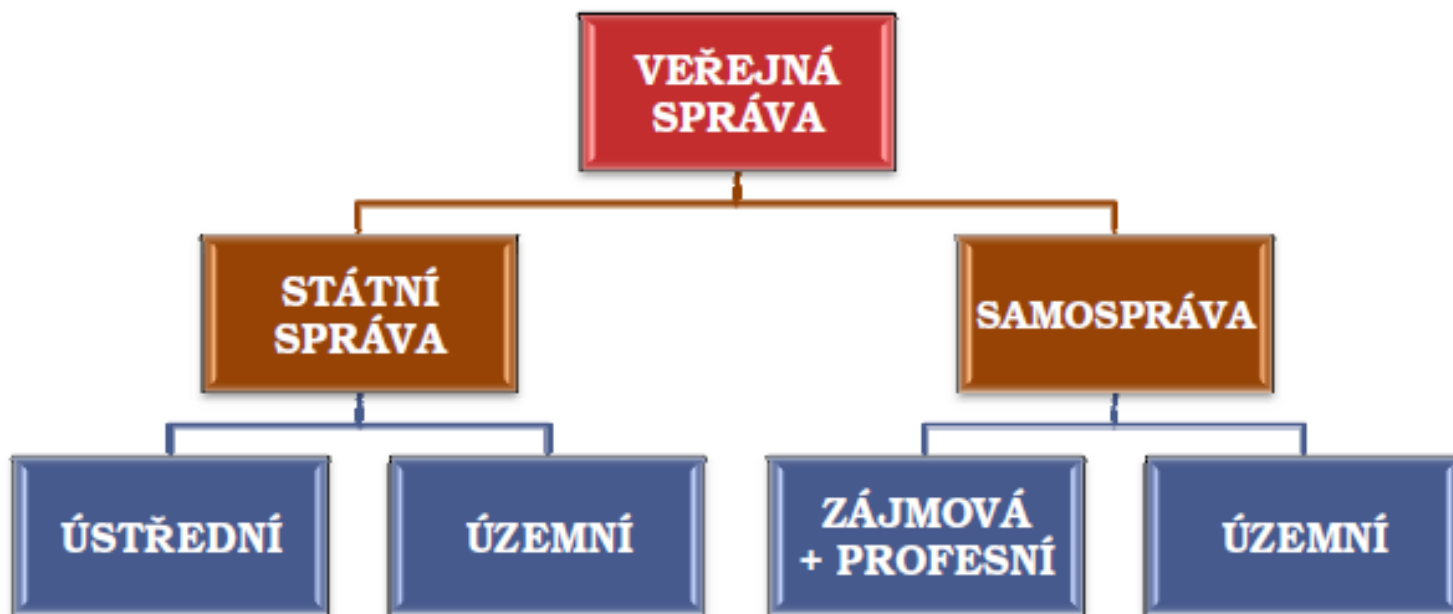 VEŘEJNÁ
SPRÁVA
STÁTNÍ
SPRÁVA
SAMOSPRÁVA
ÚSTŘEDNÍ
ÚZEMNÍ
ZÁJMOVÁ
+ PROFESNÍ
ÚZEMNÍ